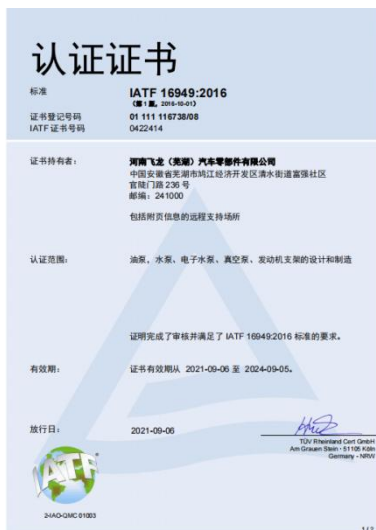 认证证书
标准 IATF 16949:2016
(第 1 版, 2016-10-01)
证书登记号码 01 111 116738/08
IATF 证书号码 0422414
证书持有者: 河南飞龙（芜湖）汽车零部件有限公司
中国安徽省芜湖市鸠江经济开发区清水街道富强社区
官陡门路 236 号
邮编: 241000
包括附页信息的远程支持场所
认证范围: 油泵、水泵、电子水泵、真空泵、发动机支架的设计和制造
证明完成了审核并满足了 IATF 16949:2016 标准的要求。
有效期: 证书有效期从 2021-09-06 至 2024-09-05。
放行日: 2021-09-06
TÜV Rheinland Cert GmbH
Am Grauen Stein · 51105 Köln
Germany - NRW
IATF
2-IAO-QMC 01003
1/1